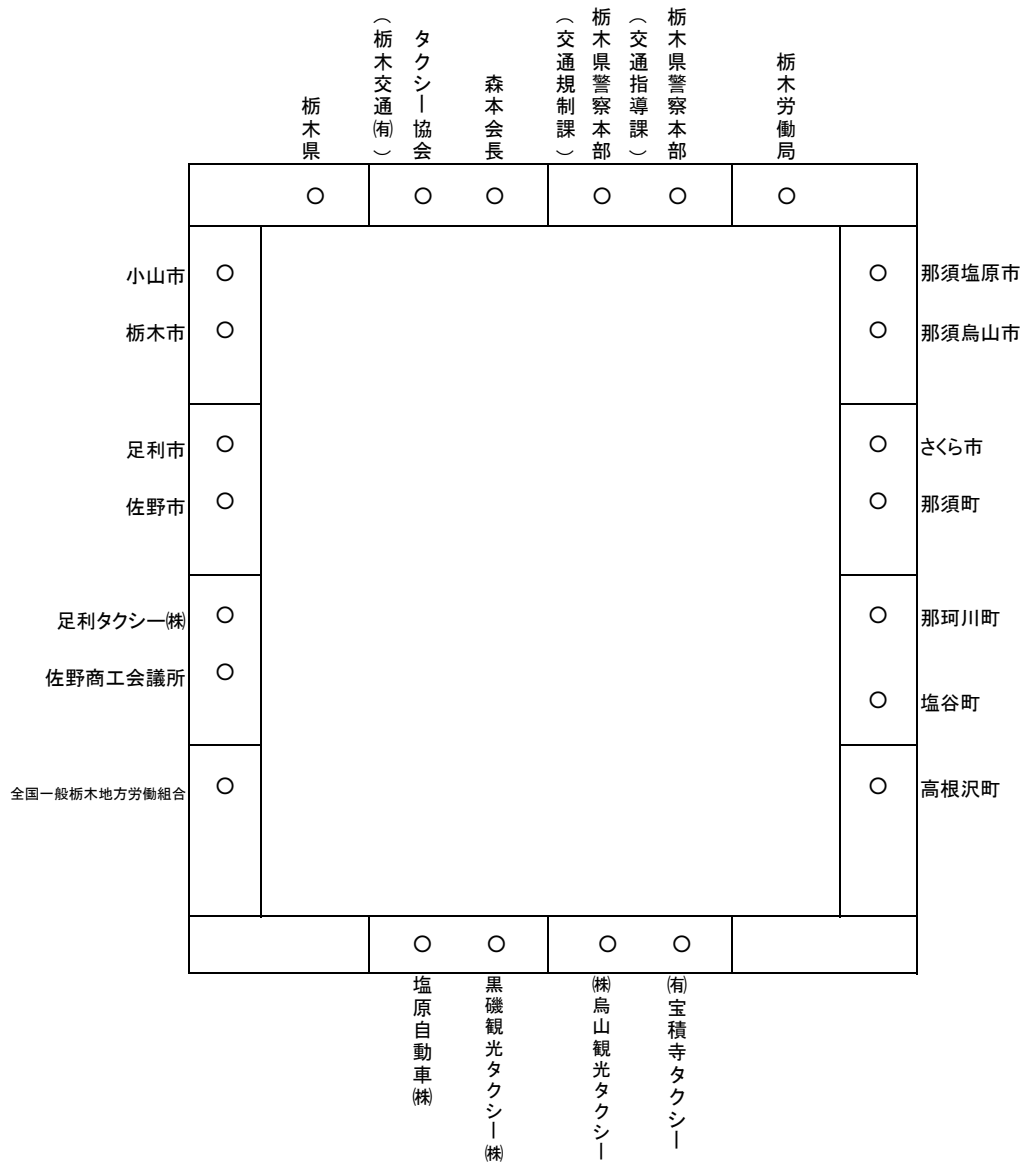 栃木県
タクシー協会
（栃木交通㈲）
森本会長
栃木県警察本部
（交通規制課）
栃木県警察本部
（交通指導課）
栃木労働局
小山市
栃木市
足利市
佐野市
足利タクシー㈱
佐野商工会議所
全国一般栃木地方労働組合
那須塩原市
那須烏山市
さくら市
那須町
那珂川町
塩谷町
高根沢町
塩原自動車㈱
黒磯観光タクシー㈱
㈱烏山観光タクシー
㈲宝積寺タクシー